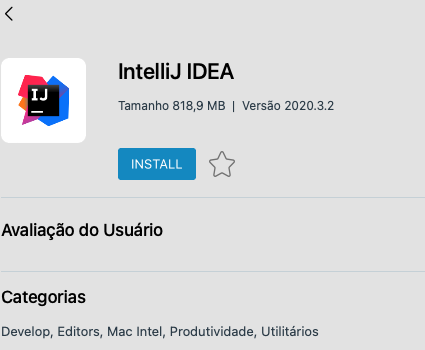 IntelliJ IDEA
IJ
Tamanho 818,9 MB | Versão 2020.3.2
INSTALL
Avaliação do Usuário
Categorias
Develop, Editors, Mac Intel, Produtividade, Utilitários